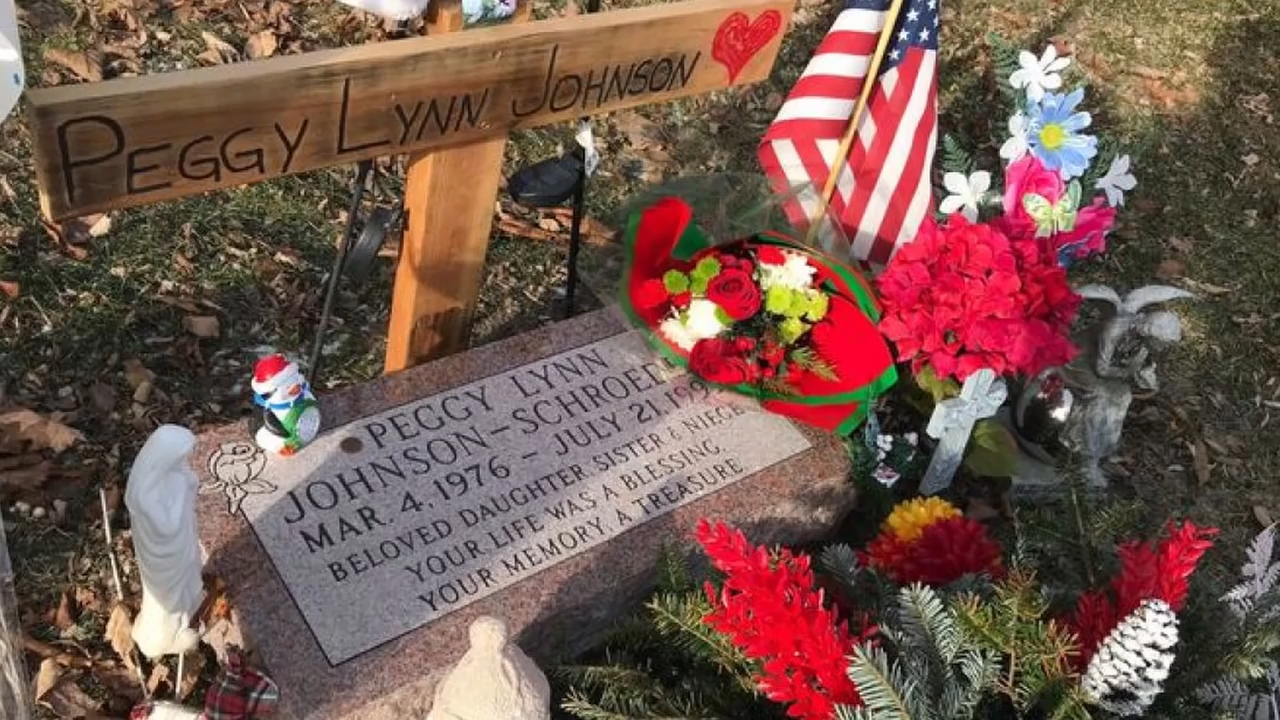 PEGGY LYNN JOHNSON
PEGGY LYNN
JOHNSON-SCHROED
MAR. 4, 1976 - JULY 21, 199
BELOVED DAUGHTER SISTER & NIECE
YOUR LIFE WAS A BLESSING,
YOUR MEMORY A TREASURE